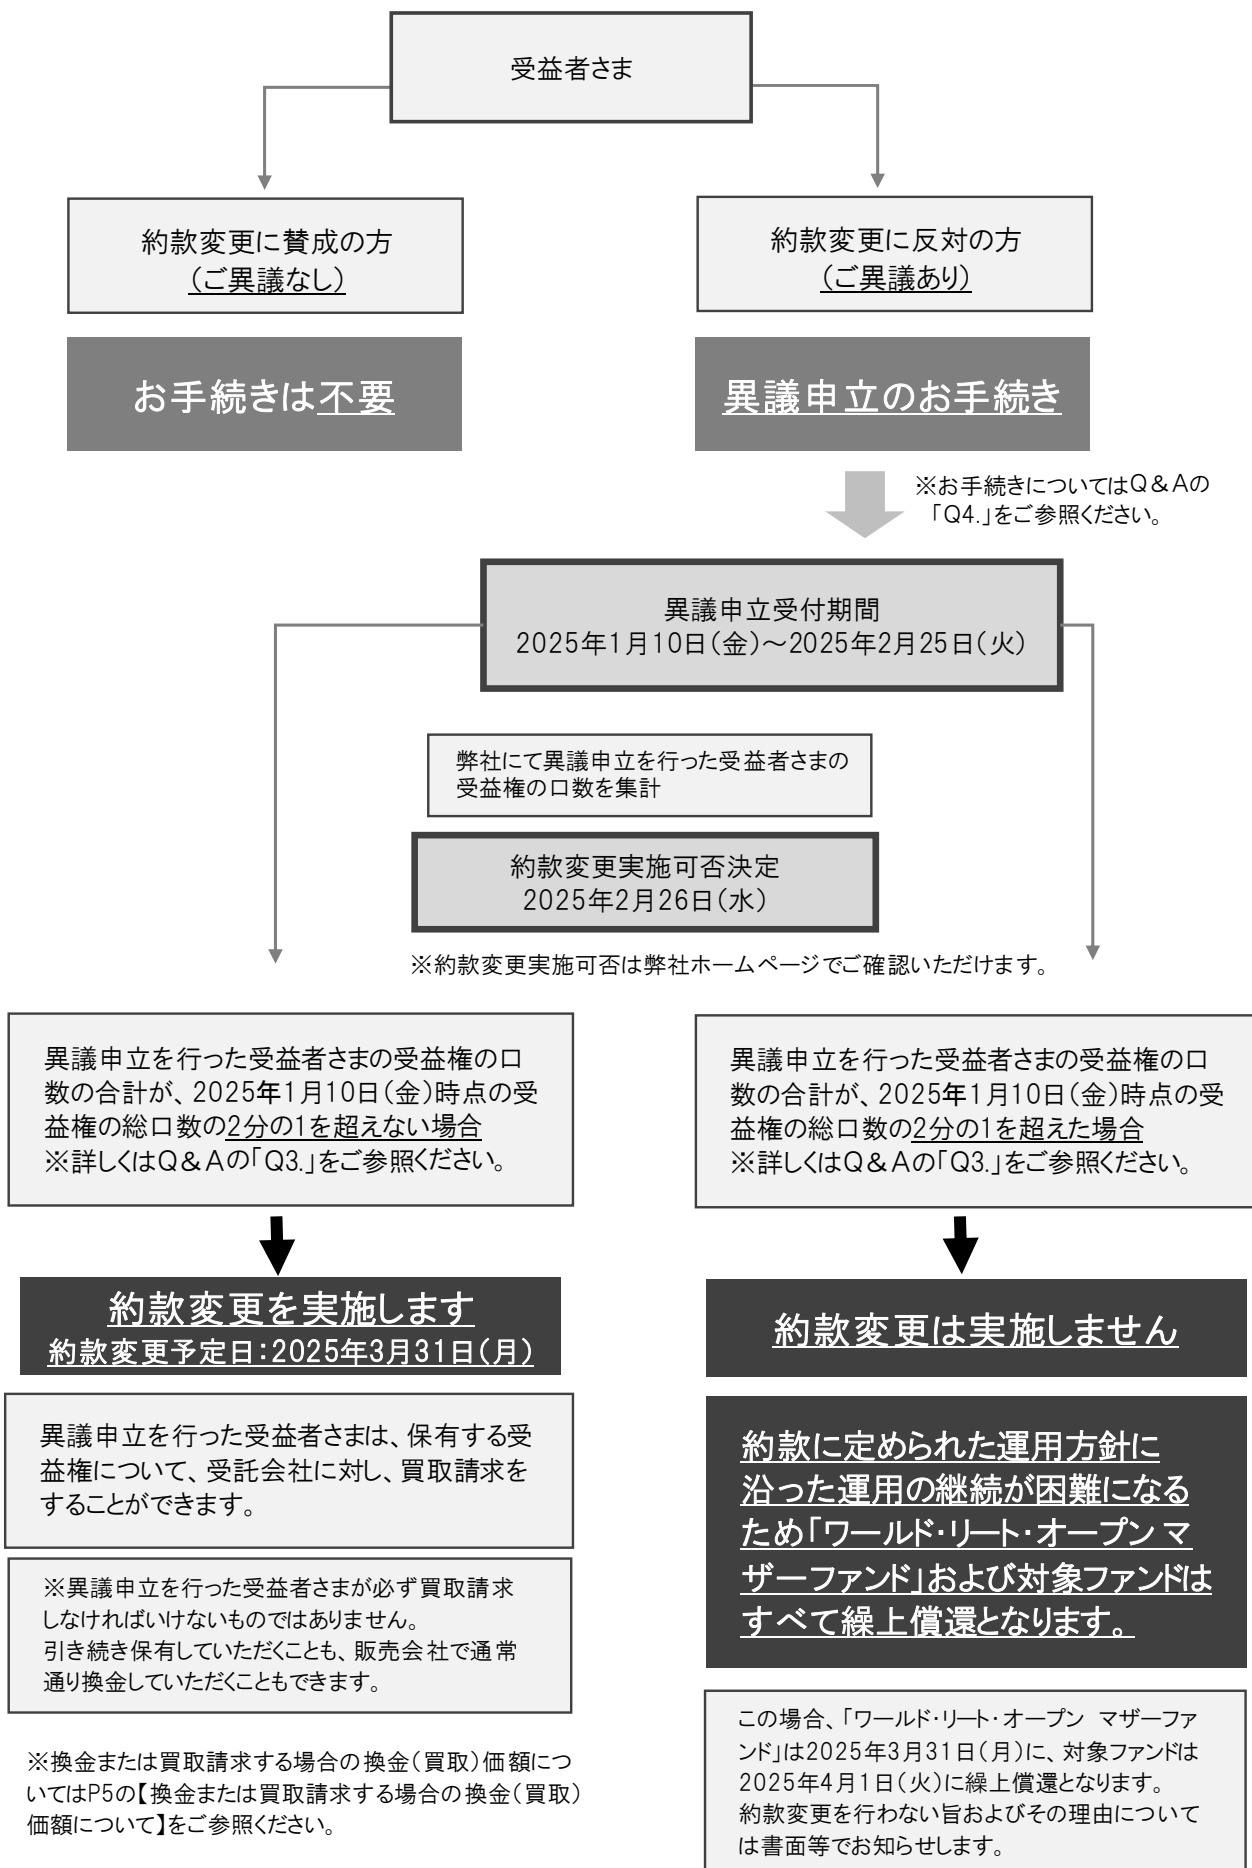 受益者さま
約款変更に賛成の方
（ご異議なし）
約款変更に反対の方
（ご異議あり）
お手続きは不要
異議申立のお手続き
※お手続きについてはQ＆Aの
「Q4.」をご参照ください。
異議申立受付期間
2025年1月10日（金）～2025年2月25日（火）
弊社にて異議申立を行った受益者さまの
受益権の口数を集計
約款変更実施可否決定
2025年2月26日（水）
※約款変更実施可否は弊社ホームページでご確認いただけます。
異議申立を行った受益者さまの受益権の口
数の合計が、2025年1月10日（金）時点の受
益権の総口数の2分の1を超えない場合
※詳しくはQ＆Aの「Q3.」をご参照ください。
約款変更を実施します
約款変更予定日：2025年3月31日（月）
異議申立を行った受益者さまは、保有する受
益権について、受託会社に対し、買取請求を
することができます。
※異議申立を行った受益者さまが必ず買取請求
しなければいけないものではありません。
引き続き保有していただくことも、販売会社で通常
通り換金していただくこともできます。
※換金または買取請求する場合の換金（買取）価額につ
いてはP5の【換金または買取請求する場合の換金（買取）
価額について】をご参照ください。
異議申立を行った受益者さまの受益権の口
数の合計が、2025年1月10日（金）時点の受
益権の総口数の2分の1を超えた場合
※詳しくはQ＆Aの「Q3.」をご参照ください。
約款変更は実施しません
約款に定められた運用方針に
沿った運用の継続が困難になる
ため「ワールド・リート・オープン マ
ザーファンド」および対象ファンドは
すべて繰上償還となります。
この場合、「ワールド・リート・オープン　マザーファ
ンド」は2025年3月31日（月）に、対象ファンドは
2025年4月1日（火）に繰上償還となります。
約款変更を行わない旨およびその理由について
は書面等でお知らせします。